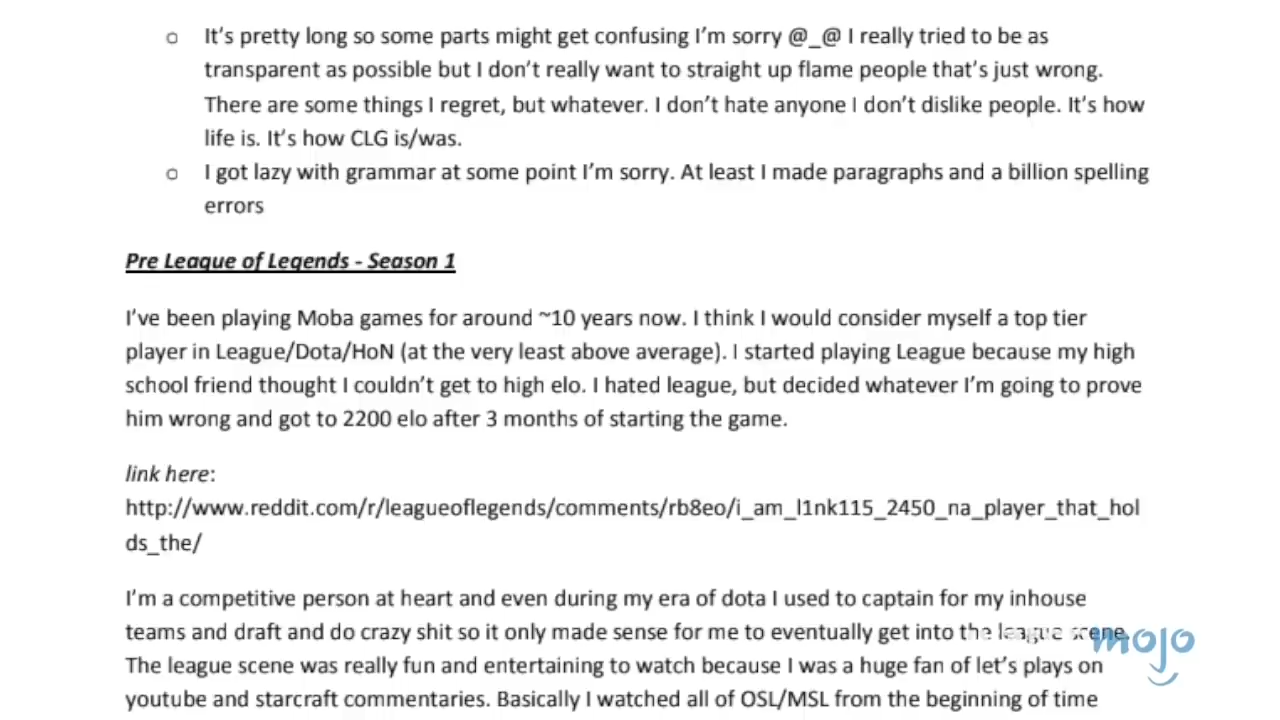 o It's pretty long so some parts might get confusing I'm sorry @_@ I really tried to be as
transparent as possible but I don't really want to straight up flame people that's just wrong.
There are some things I regret, but whatever. I don't hate anyone I don't dislike people. It's how
life is. It's how CLG is/was.
o I got lazy with grammar at some point I'm sorry. At least I made paragraphs and a billion spelling
errors
Pre League of Legends - Season 1
I've been playing Moba games for around ~10 years now. I think I would consider myself a top tier
player in League/Dota/HoN (at the very least above average). I started playing League because my high
school friend thought I couldn't get to high elo. I hated league, but decided whatever I'm going to prove
him wrong and got to 2200 elo after 3 months of starting the game.
link here:
http://www.reddit.com/r/leagueoflegends/comments/rb8eo/i_am_l1nk115_2450_na_player_that_hol
ds_the/
I'm a competitive person at heart and even during my era of dota I used to captain for my inhouse
teams and draft and do crazy shit so it only made sense for me to eventually get into the league scene.
The league scene was really fun and entertaining to watch because I was a huge fan of let's plays on
youtube and starcraft commentaries. Basically I watched all of OSL/MSL from the beginning of time
mojo